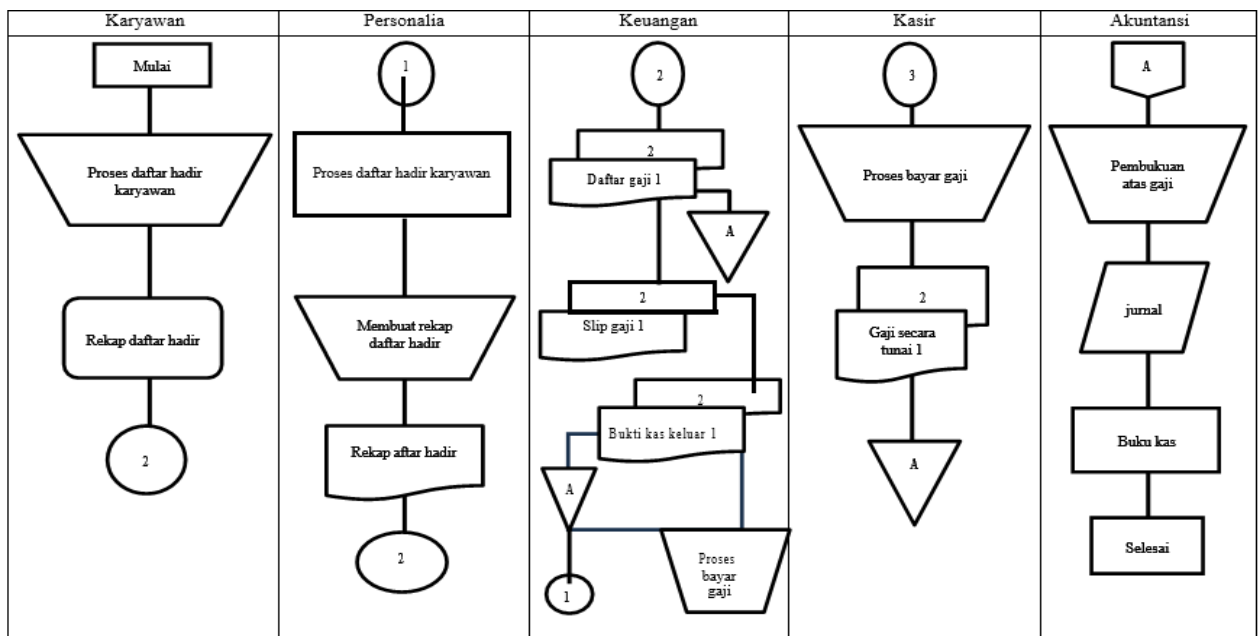 Karyawan
Personalia
Keuangan
Kasir
Akuntansi
Mulai
Proses daftar hadir
karyawan
Rekap daftar hadir
2
1
Proses daftar hadir karyawan
Membuat rekap
daftar hadir
Rekap aftar hadir
2
2
2
Daftar gaji 1
A
2
Slip gaji 1
2
Bukti kas keluar 1
A
Proses
bayar
gaji
1
3
Proses bayar gaji
2
Gaji secara
tunai 1
A
A
Pembukuan
atas gaji
jurnal
Buku kas
Selesai